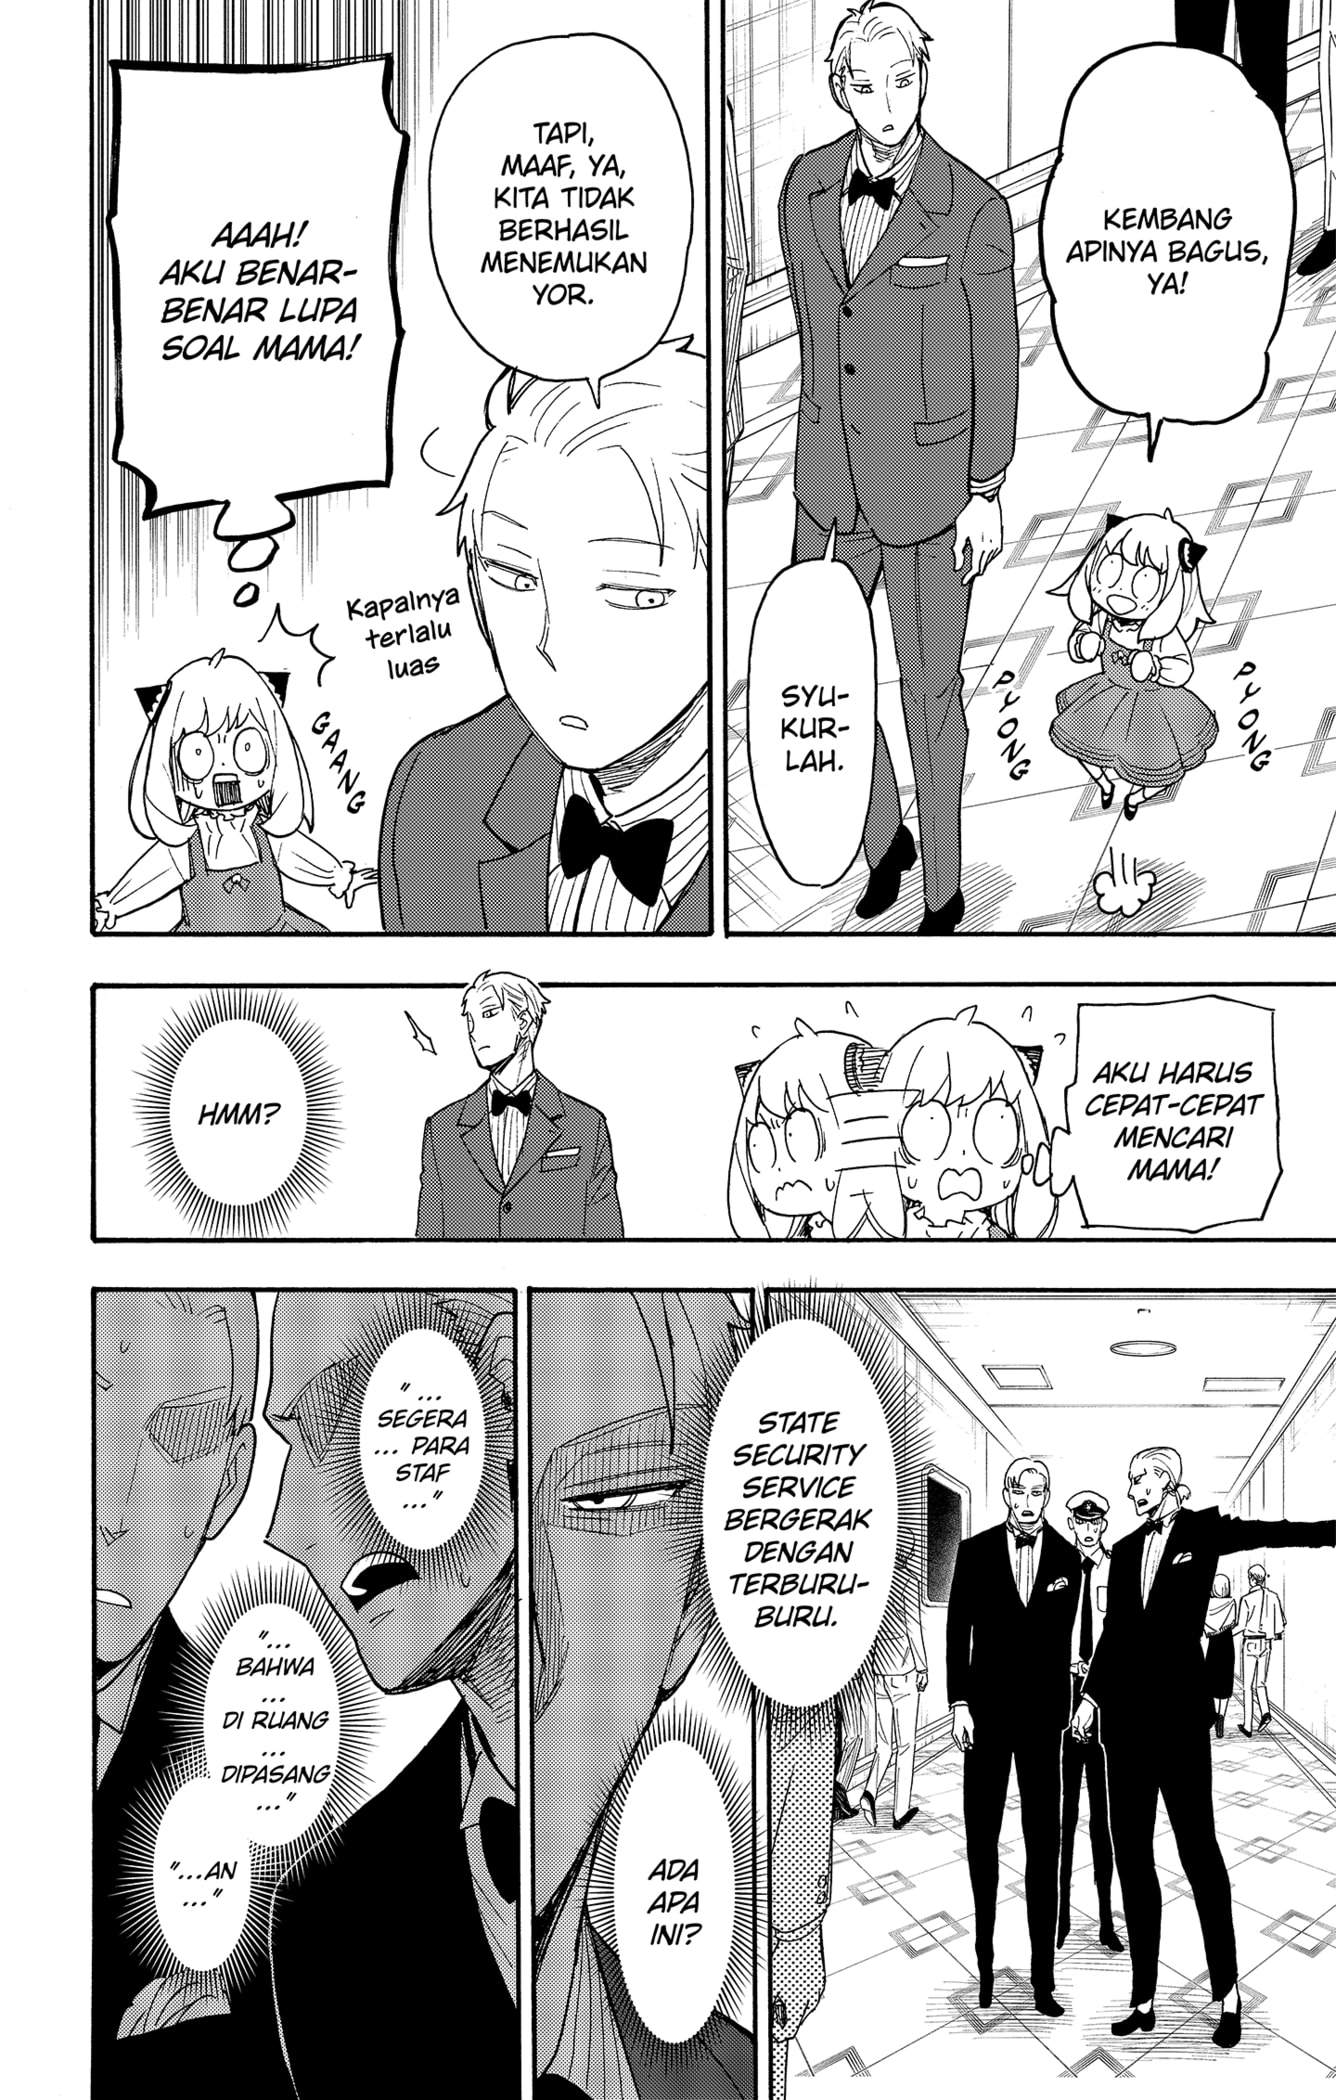 KEMBANG
APINYA BAGUS,
YA!
PYONG
PYONG
SYU-
KUR-
LAH.
TAPI,
MAAF, YA,
KITA TIDAK
BERHASIL
MENEMUKAN
YOR.
Kapalnya
terlalu
luas
AAAH!
AKU BENAR-
BENAR LUPA
SOAL MAMA!
GAANG
AKU HARUS
CEPAT-CEPAT
MENCARI
MAMA!
HMM?
STATE
SECURITY
SERVICE
BERGERAK
DENGAN
TERBURU-
BURU.
ADA
APA
INI?
"...
SEGERA
... PARA
STAF
..."
"...
BAHWA
...
DI RUANG
...
DIPASANG
..."
"...AN
..."